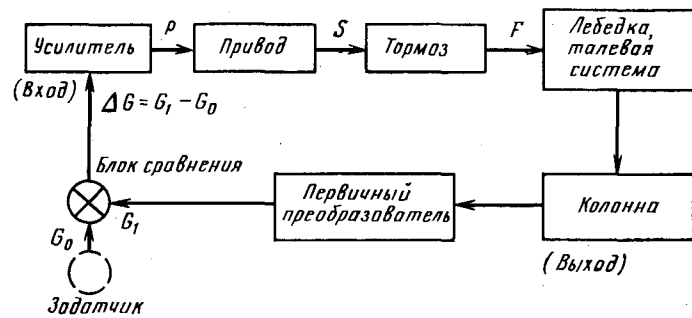 Усилитель
P
Привод
S
Тормоз
F
Лебедка,
талевая
система
(Вход)
ΔG = G₁ − G₀
Блок сравнения
G₁
G₀
Задатчик
Первичный
преобразователь
Колонна
(Выход)